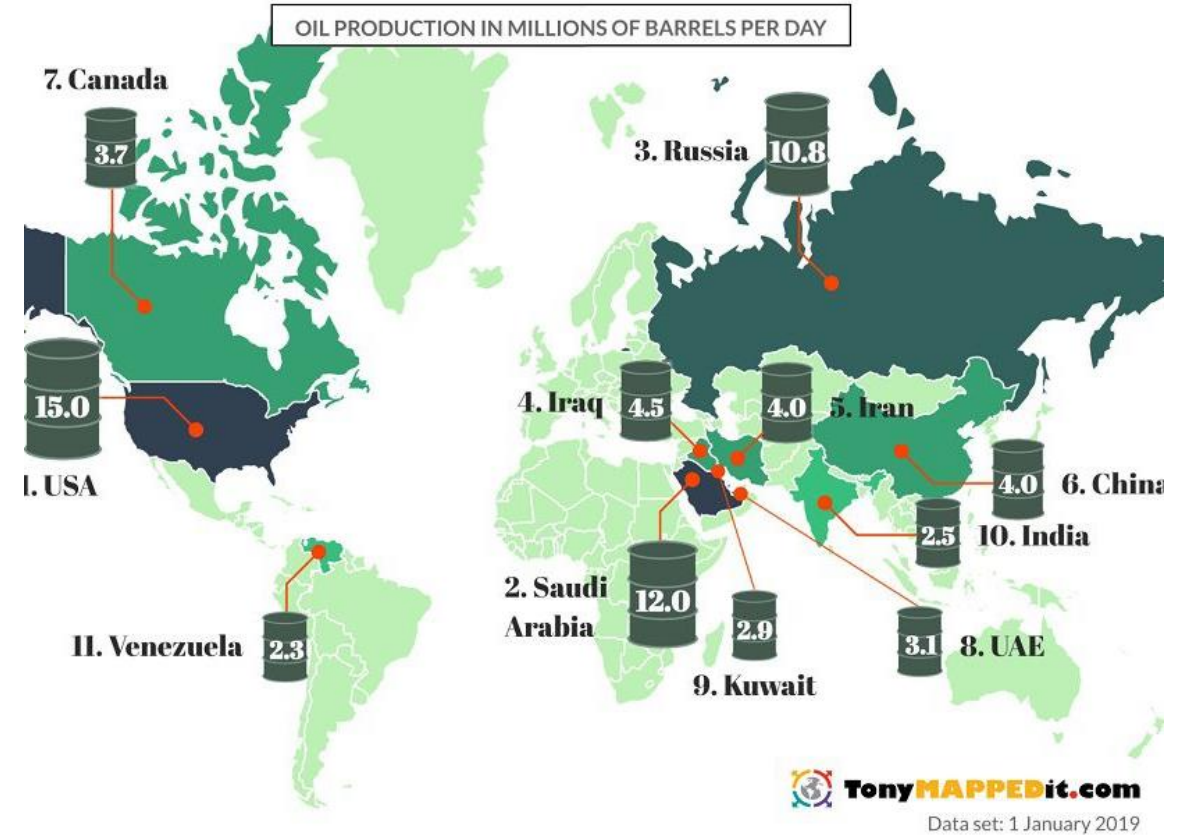 OIL PRODUCTION IN MILLIONS OF BARRELS PER DAY
7. Canada
3.7
3. Russia
10.8
15.0
1. USA
4. Iraq
4.5
4.0
5. Iran
4.0
6. China
2.5
10. India
2. Saudi
Arabia
12.0
2.9
9. Kuwait
3.1
8. UAE
11. Venezuela
2.3
TonyMAPPEDit.com
Data set: 1 January 2019